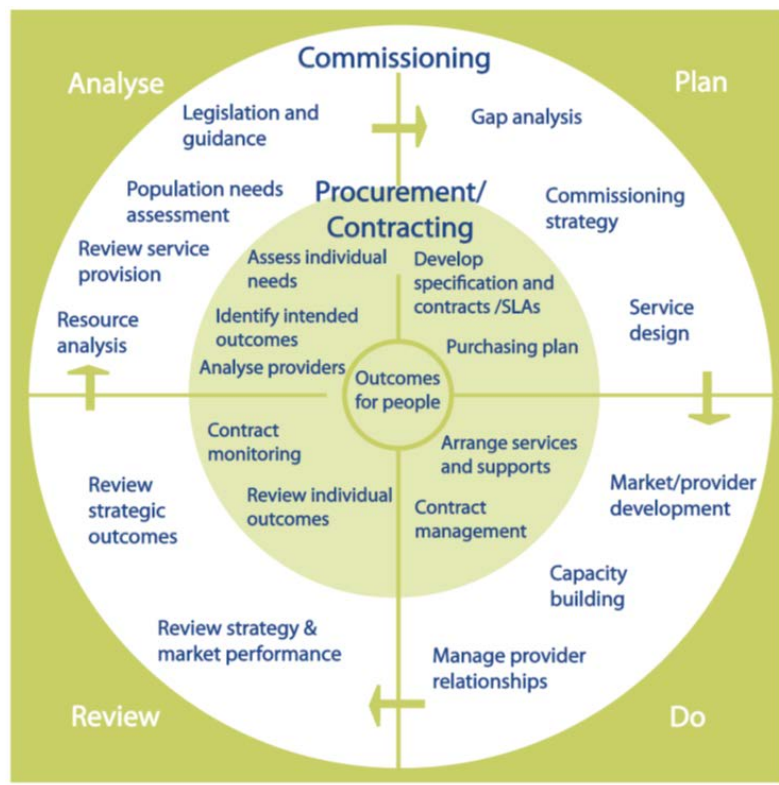 Commissioning
Analyse
Plan
Legislation and
guidance
Gap analysis
Population needs
assessment
Procurement/
Contracting
Commissioning
strategy
Review service
provision
Assess individual
needs
Develop
specification and
contracts /SLAs
Resource
analysis
Identify intended
outcomes
Service
design
Analyse providers
Purchasing plan
Outcomes
for people
Contract
monitoring
Arrange services
and supports
Review
strategic
outcomes
Review individual
outcomes
Contract
management
Market/provider
development
Capacity
building
Review strategy &
market performance
Manage provider
relationships
Review
Do